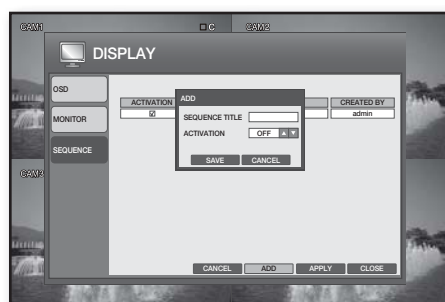 CAM1
C
CAM2
DISPLAY
OSD
MONITOR
SEQUENCE
ACTIVATION
CREATED BY
admin
ADD
SEQUENCE TITLE
ACTIVATION OFF
SAVE CANCEL
CAM3
CANCEL ADD APPLY CLOSE